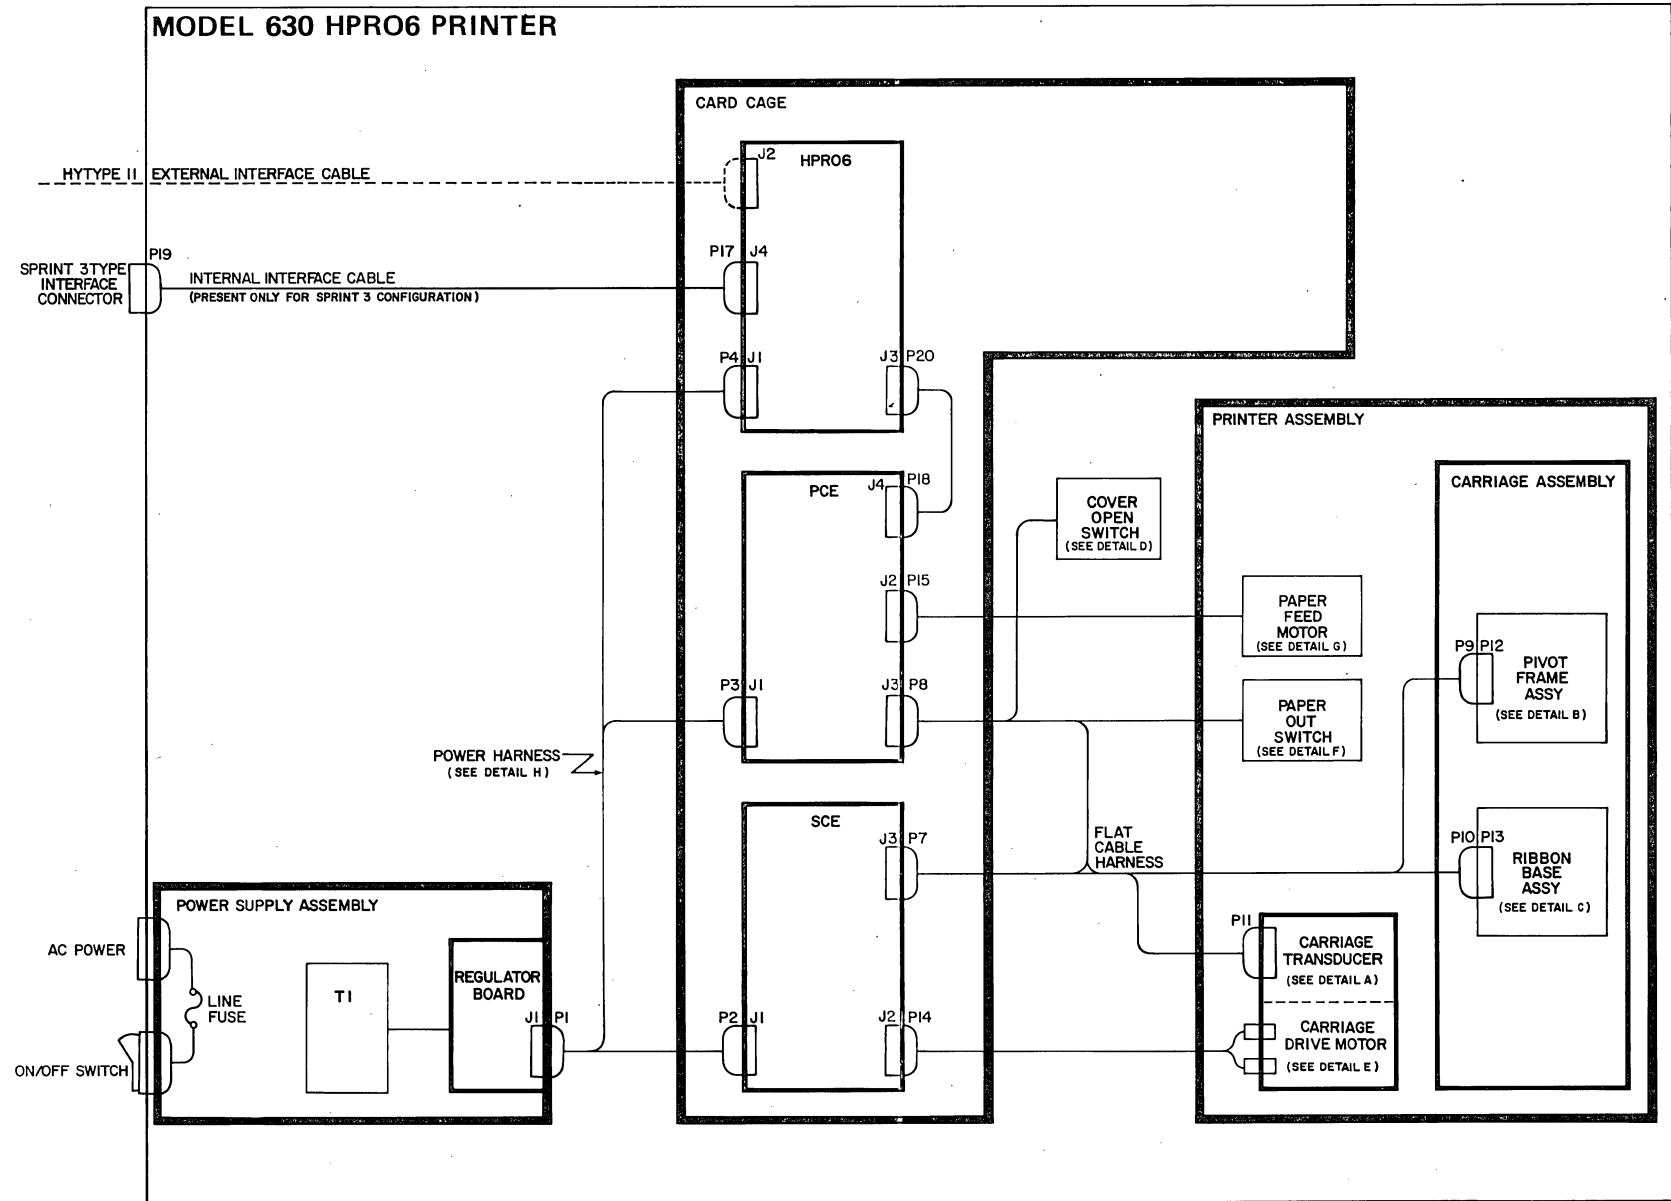 MODEL 630 HPRO6 PRINTER
CARD CAGE
J2
HPRO6
HYTYPE II EXTERNAL INTERFACE CABLE
P19
P17 J4
SPRINT 3TYPE
INTERFACE
CONNECTOR
INTERNAL INTERFACE CABLE
(PRESENT ONLY FOR SPRINT 3 CONFIGURATION)
P4 J1
J3 P20
PRINTER ASSEMBLY
PCE
J4 P18
CARRIAGE ASSEMBLY
COVER
OPEN
SWITCH
(SEE DETAIL D)
J2 P15
PAPER
FEED
MOTOR
(SEE DETAIL G)
P9 P12
PIVOT
FRAME
ASSY
(SEE DETAIL B)
P3 J1
J3 P8
PAPER
OUT
SWITCH
(SEE DETAIL F)
POWER HARNESS
(SEE DETAIL H)
SCE
J3 P7
FLAT
CABLE
HARNESS
P10 P13
RIBBON
BASE
ASSY
(SEE DETAIL C)
POWER SUPPLY ASSEMBLY
P11
AC POWER
CARRIAGE
TRANSDUCER
(SEE DETAIL A)
REGULATOR
BOARD
T1
LINE
FUSE
J1 P1
P2 J1
J2 P14
CARRIAGE
DRIVE MOTOR
(SEE DETAIL E)
ON/OFF SWITCH